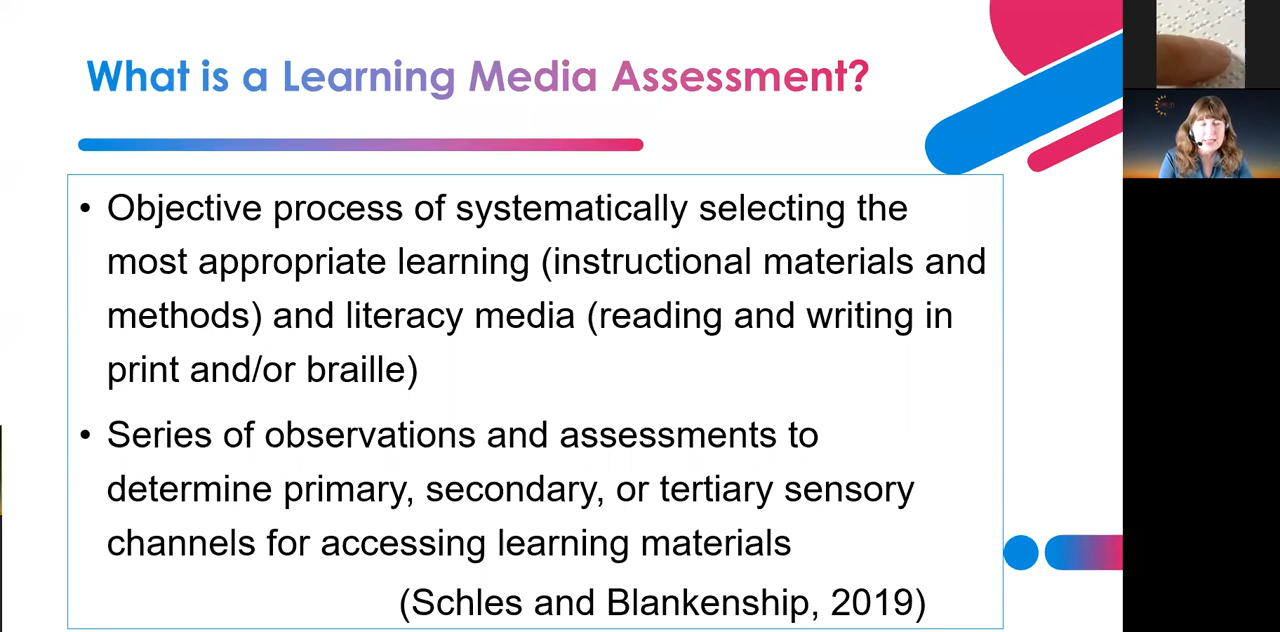 What is a Learning Media Assessment?
• Objective process of systematically selecting the
most appropriate learning (instructional materials and
methods) and literacy media (reading and writing in
print and/or braille)
• Series of observations and assessments to
determine primary, secondary, or tertiary sensory
channels for accessing learning materials
(Schles and Blankenship, 2019)